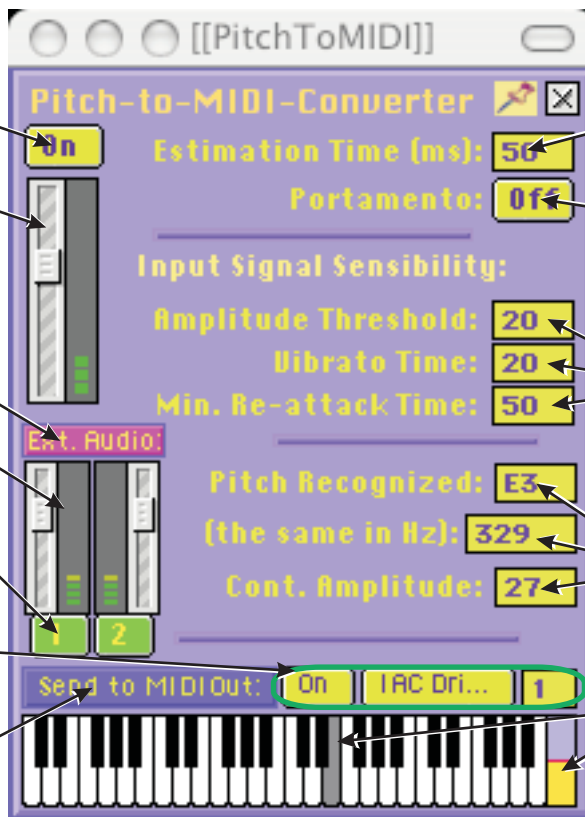 [[PitchToMIDI]]
Pitch-to-MIDI-Converter
On
Estimation Time (ms): 50
Portamento: Off
Input Signal Sensibility:
Amplitude Threshold: 20
Vibrato Time: 20
Min. Re-attack Time: 50
Ext. Audio:
Pitch Recognized: E3
(the same in Hz): 329
Cont. Amplitude: 27
1 2
Send to MIDIOut: On IAC Dri... 1